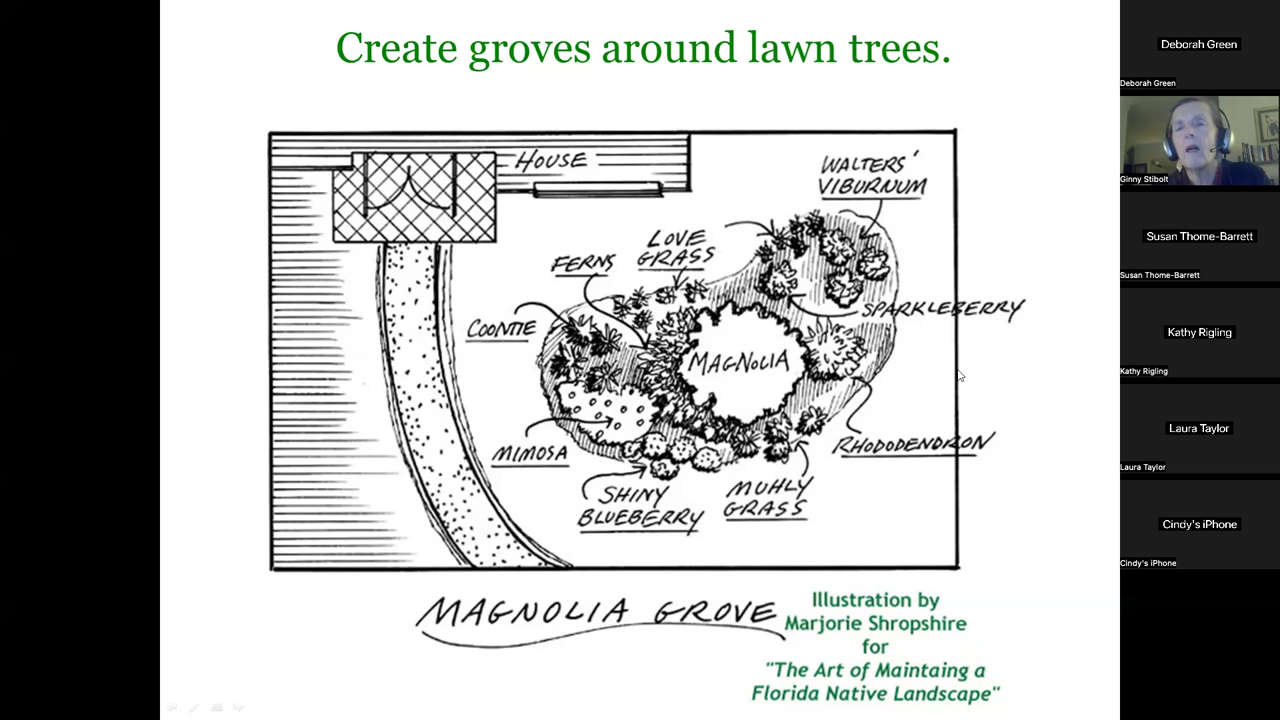 Create groves around lawn trees.
HOUSE
WALTERS'
VIBURNUM
LOVE
GRASS
FERNS
SPARKLEBERRY
COONTIE
MAGNOLIA
MIMOSA
RHODODENDRON
SHINY
BLUEBERRY
MUHLY
GRASS
MAGNOLIA GROVE
Illustration by
Marjorie Shropshire
for
"The Art of Maintaing a
Florida Native Landscape"
Deborah Green
Deborah Green
Ginny Stibolt
Susan Thome-Barrett
Susan Thome-Barrett
Kathy Rigling
Kathy Rigling
Laura Taylor
Laura Taylor
Cindy's iPhone
Cindy's iPhone